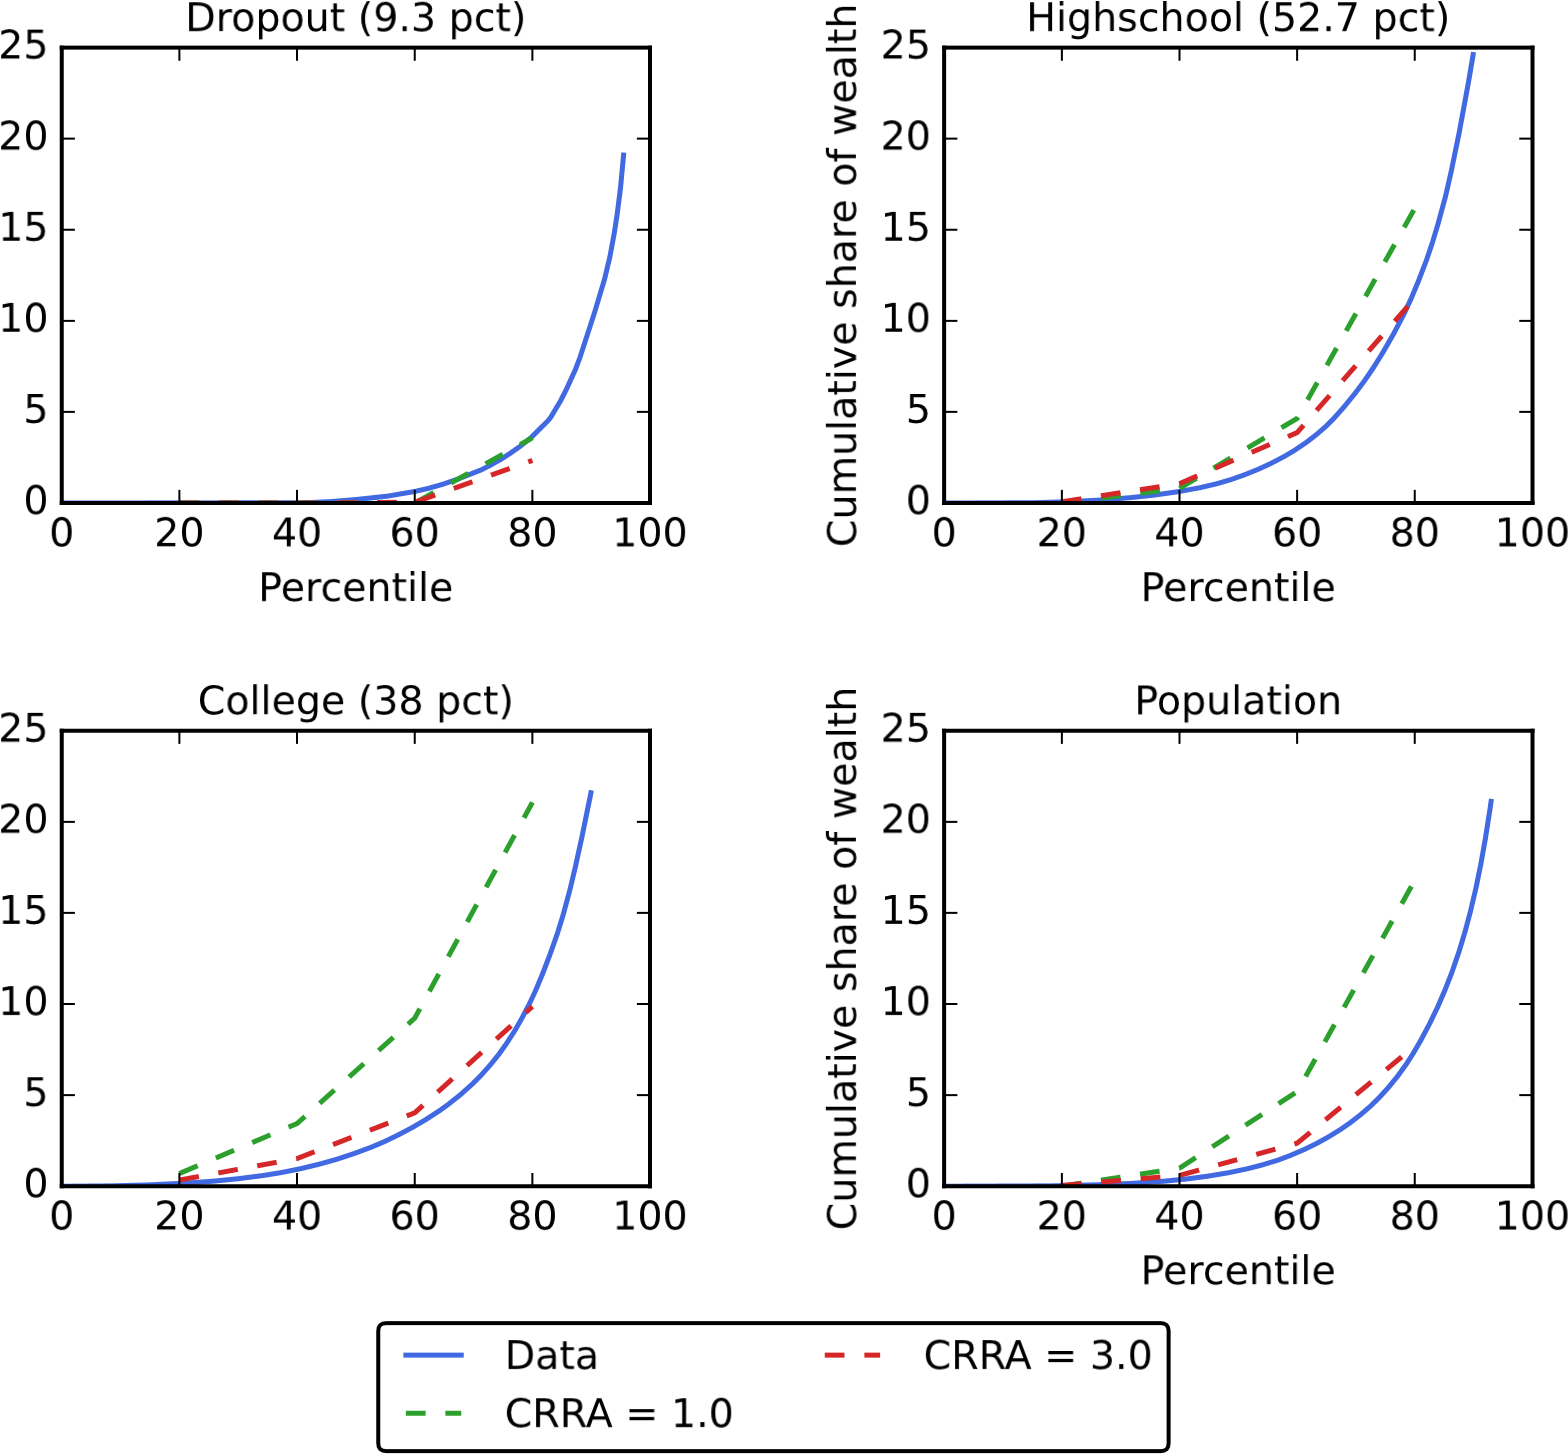 Dropout (9.3 pct)
25
20
15
10
5
0
0 20 40 60 80 100
Percentile
Highschool (52.7 pct)
Cumulative share of wealth
25
20
15
10
5
0
0 20 40 60 80 100
Percentile
College (38 pct)
25
20
15
10
5
0
0 20 40 60 80 100
Population
Cumulative share of wealth
25
20
15
10
5
0
0 20 40 60 80 100
Percentile
Data
CRRA = 1.0
CRRA = 3.0